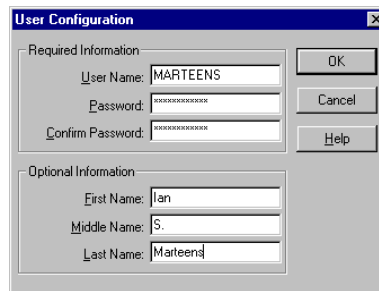 User Configuration
Required Information
User Name: MARTEENS
Password: ************
Confirm Password: ************
OK
Cancel
Help
Optional Information
First Name: Ian
Middle Name: S.
Last Name: Marteens